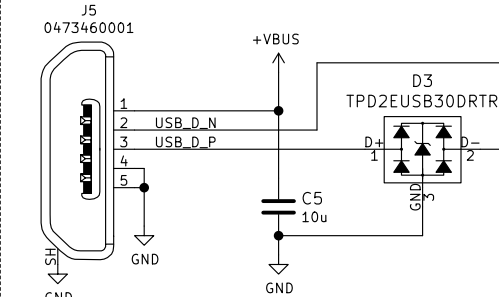 J5
0473460001
+VBUS
D3
TPD2EUSB30DRTR
1
2 USB_D_N
3 USB_D_P
4
5
D+
1
D-
2
GND
3
C5
10u
SH
GND
GND
GND